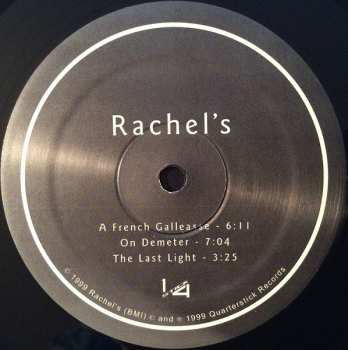 Rachel's
A French Galleasse - 6:11
On Demeter - 7:04
The Last Light - 3:25
© 1999 Rachel's (BMI) © and ℗ 1999 Quarterstick Records